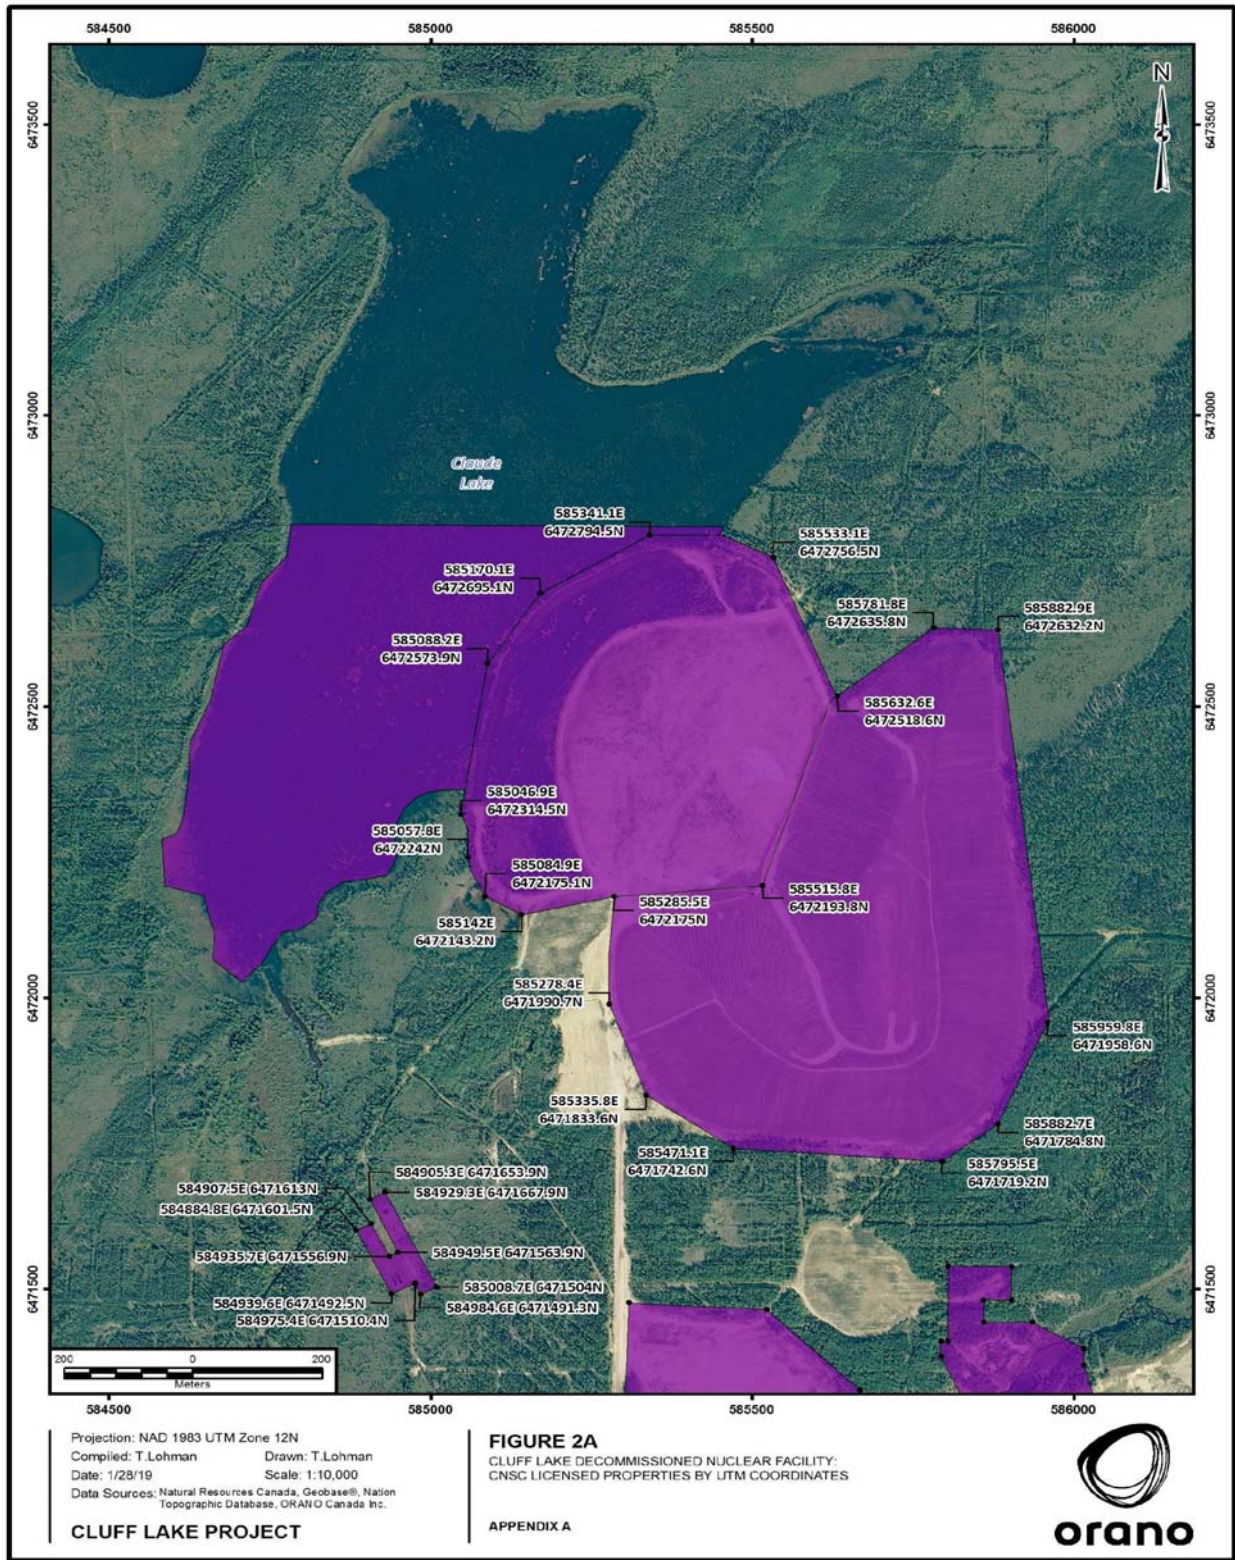 584500 585000 585500 586000
N
6473500 6473500
6473000 6473000
Claude
Lake
585341.1E
6472794.5N
585533.1E
6472756.5N
585170.1E
6472695.1N
585781.8E
6472635.8N
585882.9E
6472632.2N
585088.2E
6472573.9N
6472500 6472500
585632.6E
6472518.6N
585046.9E
6472314.5N
585057.8E
6472242N
585084.9E
6472175.1N
585285.5E
6472175N
585515.8E
6472193.8N
585142E
6472143.2N
6472000 6472000
585278.4E
6471990.7N
585959.8E
6471958.6N
585335.8E
6471833.6N
585882.7E
6471784.8N
585471.1E
6471742.6N
585795.5E
6471719.2N
584905.3E 6471653.9N
584907.5E 6471613N
584929.3E 6471667.9N
584884.8E 6471601.5N
584935.7E 6471556.9N
584949.5E 6471563.9N
6471500 6471500
585008.7E 6471504N
584939.6E 6471492.5N
584984.6E 6471491.3N
584975.4E 6471510.4N
200 0 200
Meters
584500 585000 585500 586000
Projection: NAD 1983 UTM Zone 12N
Compiled: T.Lohman Drawn: T.Lohman
Date: 1/28/19 Scale: 1:10,000
Data Sources: Natural Resources Canada, Geobase®, Nation
Topographic Database, ORANO Canada Inc.
CLUFF LAKE PROJECT
FIGURE 2A
CLUFF LAKE DECOMMISSIONED NUCLEAR FACILITY:
CNSC LICENSED PROPERTIES BY UTM COORDINATES
APPENDIX A
orano